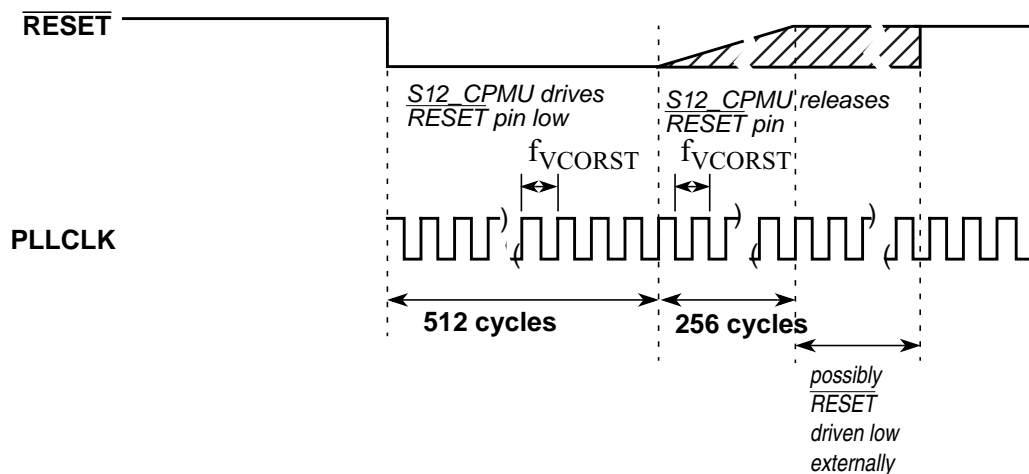 RESET
S12_CPMU drives
RESET pin low
S12_CPMU releases
RESET pin
fVCORST
fVCORST
PLLCLK
512 cycles
256 cycles
possibly
RESET
driven low
externally